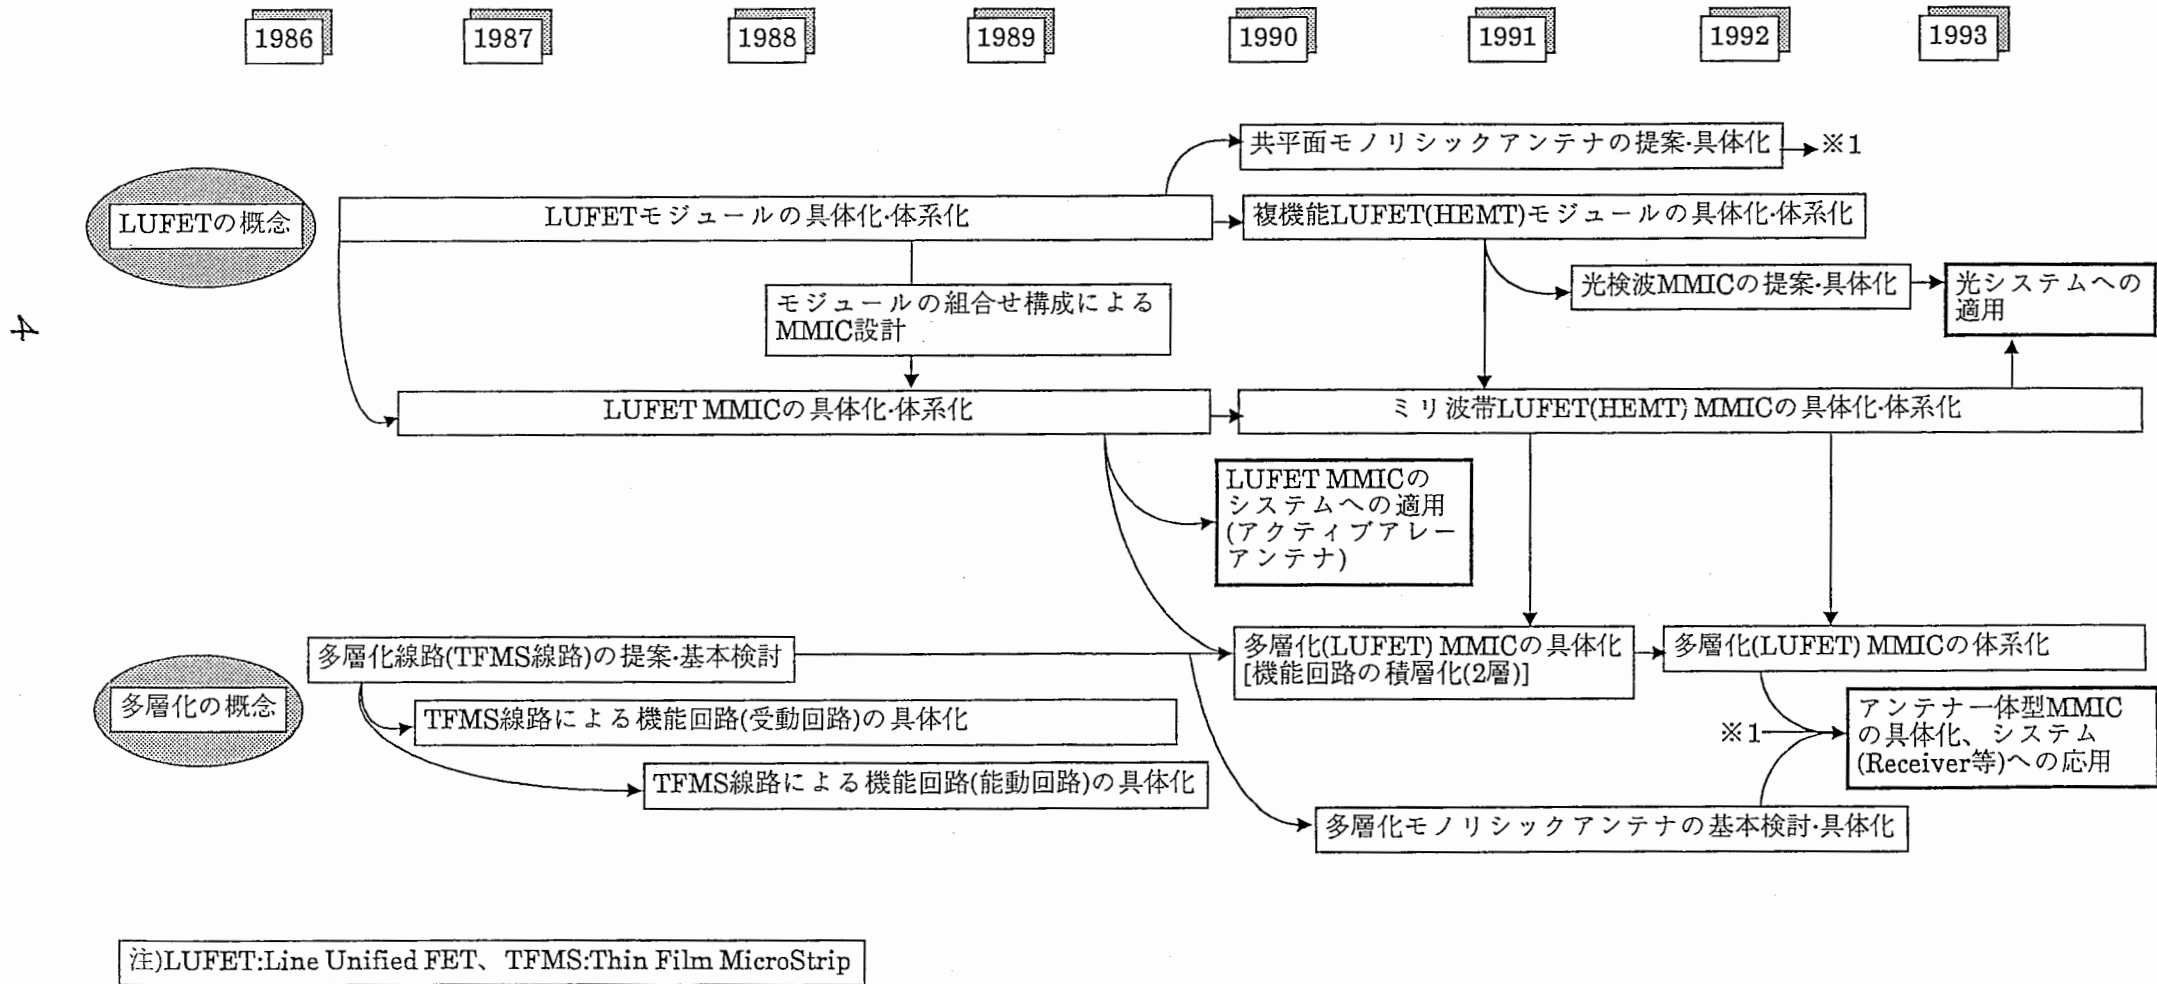 1986 1987 1988 1989 1990 1991 1992 1993
共平面モノリシックアンテナの提案·具体化
※1
LUFETの概念
LUFETモジュールの具体化·体系化
複機能LUFET(HEMT)モジュールの具体化·体系化
光検波MMICの提案·具体化
光システムへの
適用
モジュールの組合せ構成による
MMIC設計
4
LUFET MMICの具体化·体系化
ミリ波帯LUFET(HEMT) MMICの具体化·体系化
LUFET MMICの
システムへの適用
(アクティブアレー
アンテナ)
多層化の概念
多層化線路(TFMS線路)の提案·基本検討
多層化(LUFET) MMICの具体化
[機能回路の積層化(2層)]
多層化(LUFET) MMICの体系化
TFMS線路による機能回路(受動回路)の具体化
※1
アンテナ一体型MMIC
の具体化、システム
(Receiver等)への応用
TFMS線路による機能回路(能動回路)の具体化
多層化モノリシックアンテナの基本検討·具体化
注)LUFET:Line Unified FET、TFMS:Thin Film MicroStrip